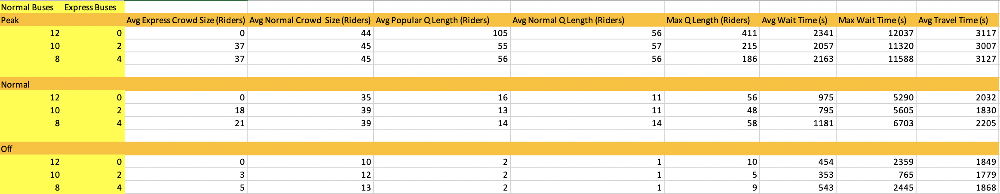 Normal Buses Express Buses
Peak Avg Express Crowd Size (Riders) Avg Normal Crowd Size (Riders) Avg Popular Q Length (Riders) Avg Normal Q Length (Riders) Max Q Length (Riders) Avg Wait Time (s) Max Wait Time (s) Avg Travel Time (s)
12 0 0 44 105 56 411 2341 12037 3117
10 2 37 45 55 57 215 2057 11320 3007
8 4 37 45 56 56 186 2163 11588 3127
Normal
12 0 0 35 16 11 56 975 5290 2032
10 2 18 39 13 11 48 795 5605 1830
8 4 21 39 14 14 58 1181 6703 2205
Off
12 0 0 10 2 1 10 454 2359 1849
10 2 3 12 2 1 5 353 765 1779
8 4 5 13 2 1 9 543 2445 1868